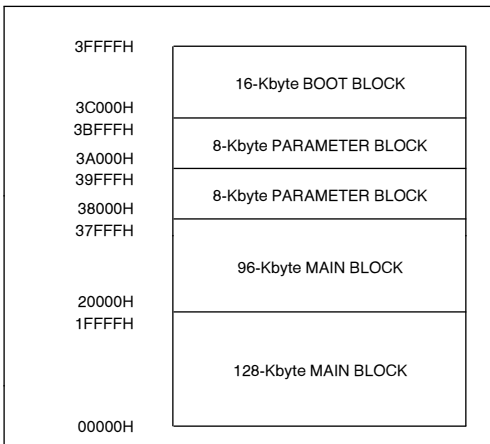 3FFFFH
16-Kbyte BOOT BLOCK
3C000H
3BFFFH
8-Kbyte PARAMETER BLOCK
3A000H
39FFFH
8-Kbyte PARAMETER BLOCK
38000H
37FFFH
96-Kbyte MAIN BLOCK
20000H
1FFFFH
128-Kbyte MAIN BLOCK
00000H